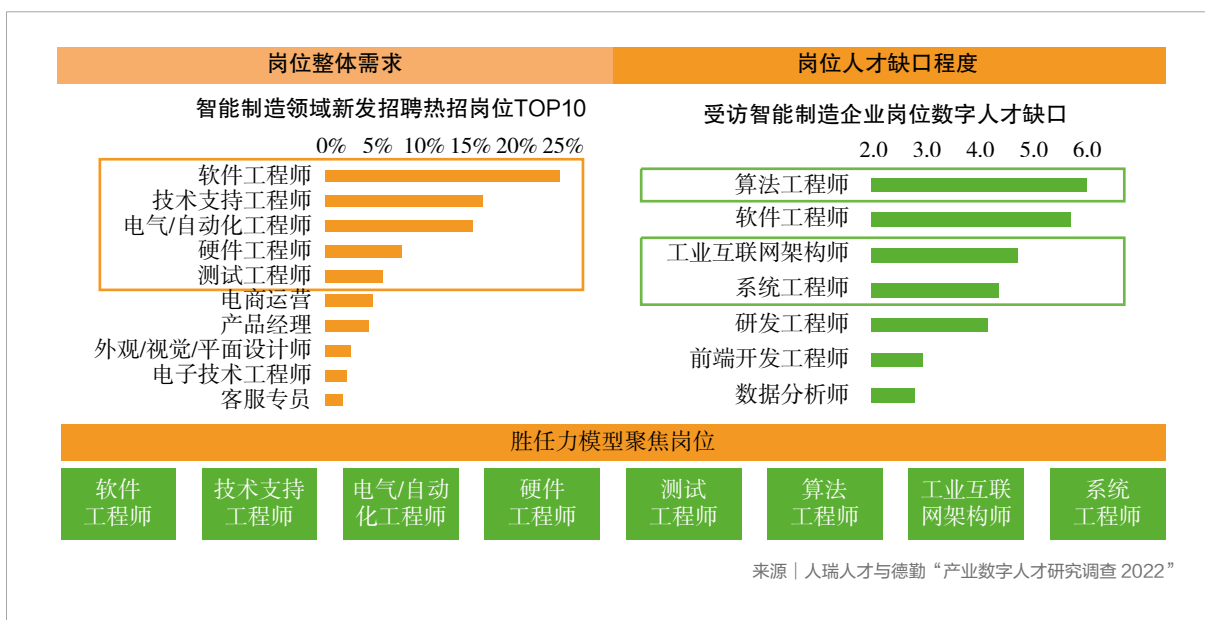 岗位整体需求
岗位人才缺口程度
智能制造领域新发招聘热招岗位TOP10
0% 5% 10% 15% 20% 25%
软件工程师
技术支持工程师
电气/自动化工程师
硬件工程师
测试工程师
电商运营
产品经理
外观/视觉/平面设计师
电子技术工程师
客服专员
受访智能制造企业岗位数字人才缺口
2.0 3.0 4.0 5.0 6.0
算法工程师
软件工程师
工业互联网架构师
系统工程师
研发工程师
前端开发工程师
数据分析师
胜任力模型聚焦岗位
软件
工程师
技术支持
工程师
电气/自动
化工程师
硬件
工程师
测试
工程师
算法
工程师
工业互联
网架构师
系统
工程师
来源｜人瑞人才与德勤“产业数字人才研究调查 2022”